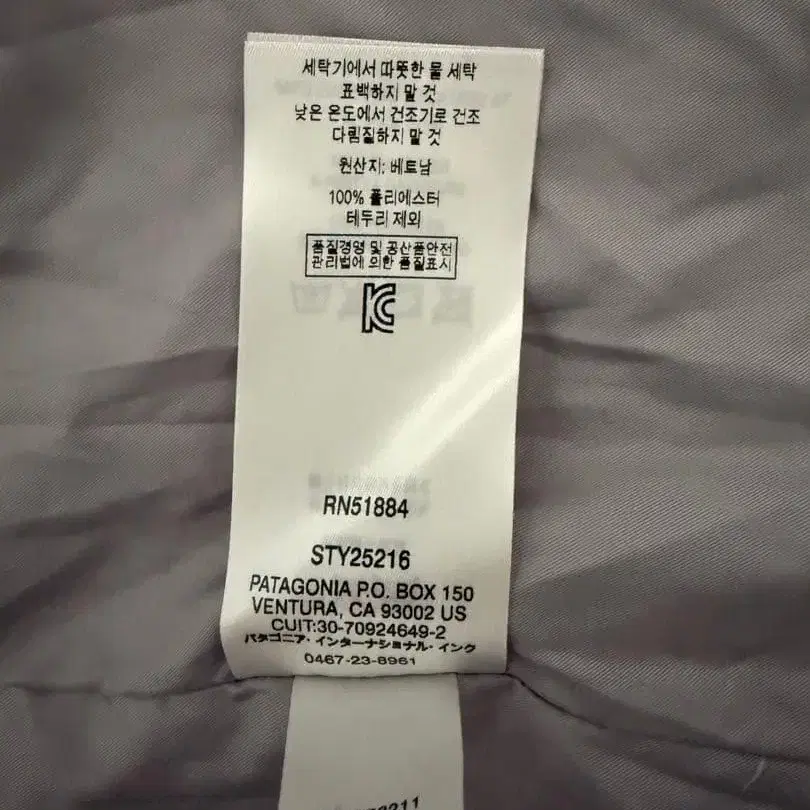 세탁기에서 따뜻한 물 세탁
표백하지 말 것
낮은 온도에서 건조기로 건조
다림질하지 말 것
원산지; 베트남
100% 폴리에스터
테두리 제외
품질경영 및 공산품안전
관리법에 의한 품질표시
KC
RN51884
STY25216
PATAGONIA P.O. BOX 150
VENTURA, CA 93002 US
CUIT:30-70924649-2
パタゴニア・インターナショナル・インク
0467-23-8961